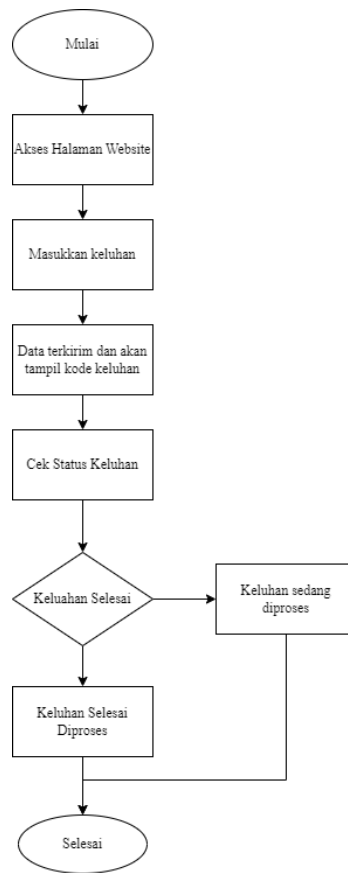 Mulai
Akses Halaman Website
Masukkan keluhan
Data terkirim dan akan
tampil kode keluhan
Cek Status Keluhan
Keluahan Selesai
Keluhan sedang
diproses
Keluhan Selesai
Diproses
Selesai